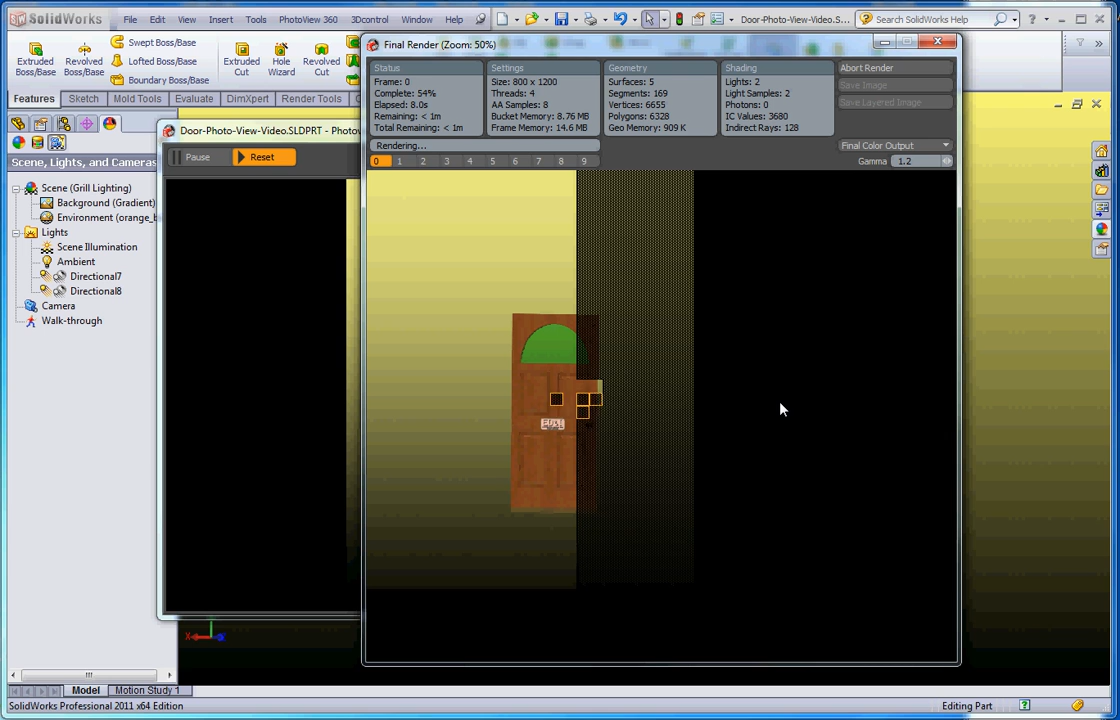 SolidWorks File Edit View Insert Tools PhotoView 360 3Dcontrol Window Help Door-Photo-View-Video.S... Search SolidWorks Help
Extruded Boss/Base Revolved Boss/Base Swept Boss/Base Lofted Boss/Base Boundary Boss/Base Extruded Cut Hole Wizard Revolved Cut
Features Sketch Mold Tools Evaluate DimXpert Render Tools
Door-Photo-View-Video.SLDPRT - Photov
Pause Reset
Scene, Lights, and Cameras
Scene (Grill Lighting)
Background (Gradient)
Environment (orange_b
Lights
Scene Illumination
Ambient
Directional7
Directional8
Camera
Walk-through
Final Render (Zoom: 50%)
Status
Frame: 0
Complete: 54%
Elapsed: 8.0s
Remaining: < 1m
Total Remaining: < 1m
Settings
Size: 800 x 1200
Threads: 4
AA Samples: 8
Bucket Memory: 8.76 MB
Frame Memory: 14.6 MB
Geometry
Surfaces: 5
Segments: 169
Vertices: 6655
Polygons: 6328
Geo Memory: 909 K
Shading
Lights: 2
Light Samples: 2
Photons: 0
IC Values: 3680
Indirect Rays: 128
Abort Render
Save Image
Save Layered Image
Rendering...
Final Color Output
0 1 2 3 4 5 6 7 8 9
Gamma 1.2
X
Model Motion Study 1
SolidWorks Professional 2011 x64 Edition Editing Part